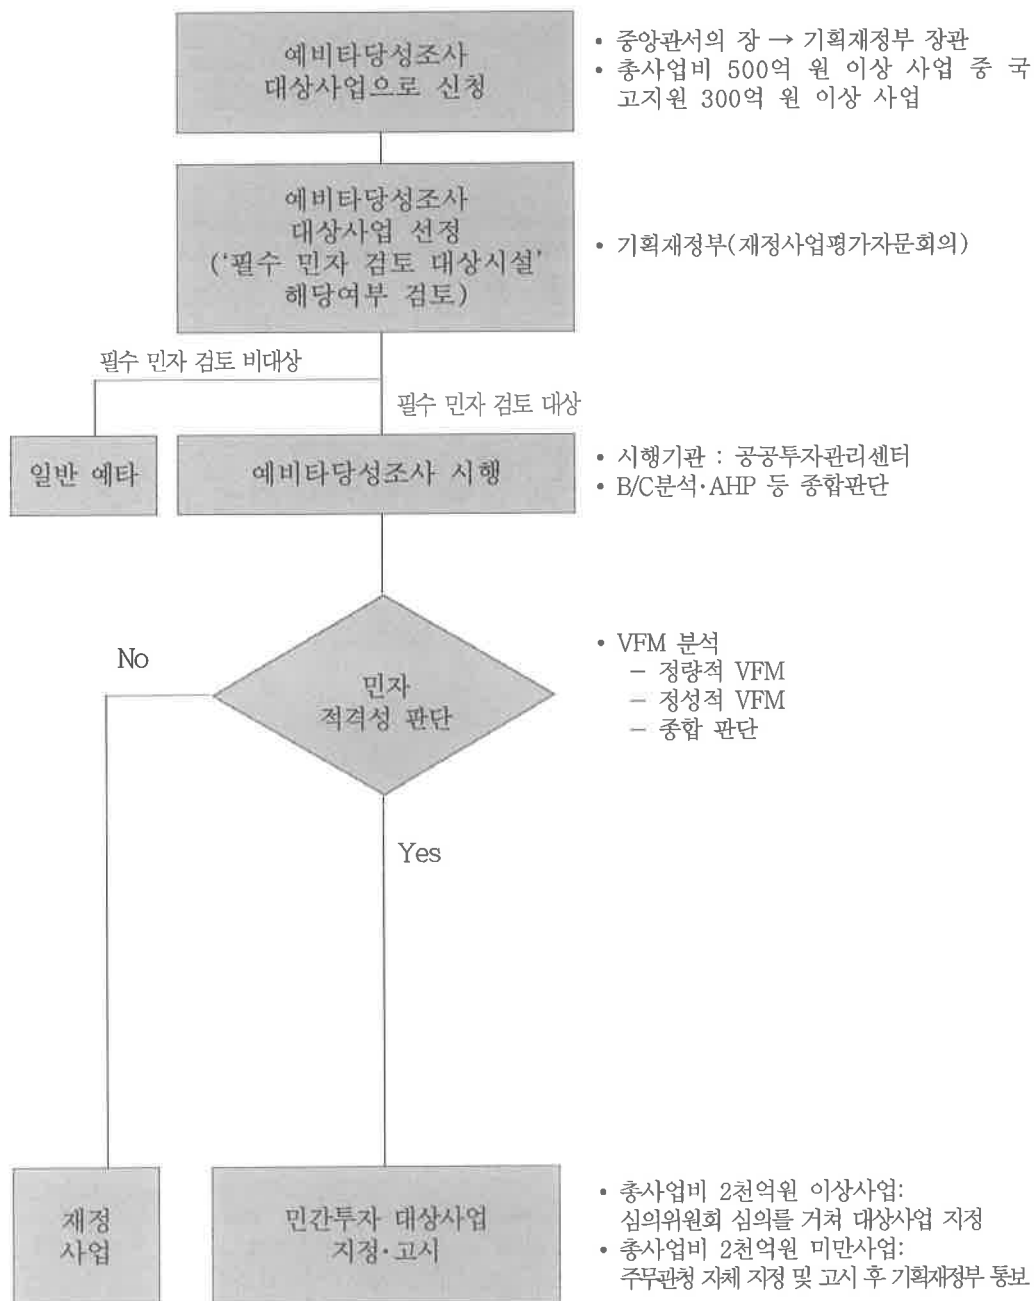 예비타당성조사
대상사업으로 신청
• 중앙관서의 장 → 기획재정부 장관
• 총사업비 500억 원 이상 사업 중 국
고지원 300억 원 이상 사업
예비타당성조사
대상사업 선정
(‘필수 민자 검토 대상시설’
해당여부 검토)
• 기획재정부(재정사업평가자문회의)
필수 민자 검토 비대상
필수 민자 검토 대상
일반 예타
예비타당성조사 시행
• 시행기관 : 공공투자관리센터
• B/C분석·AHP 등 종합판단
No
민자
적격성 판단
• VFM 분석
– 정량적 VFM
– 정성적 VFM
– 종합 판단
Yes
재정
사업
민간투자 대상사업
지정·고시
• 총사업비 2천억원 이상사업:
심의위원회 심의를 거쳐 대상사업 지정
• 총사업비 2천억원 미만사업:
주무관청 자체 지정 및 고시 후 기획재정부 통보